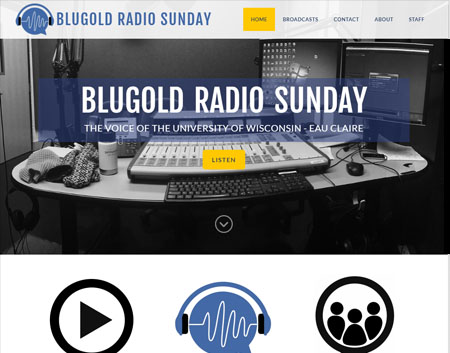 BLUGOLD RADIO SUNDAY
HOME BROADCASTS CONTACT ABOUT STAFF
BLUGOLD RADIO SUNDAY
THE VOICE OF THE UNIVERSITY OF WISCONSIN - EAU CLAIRE
LISTEN